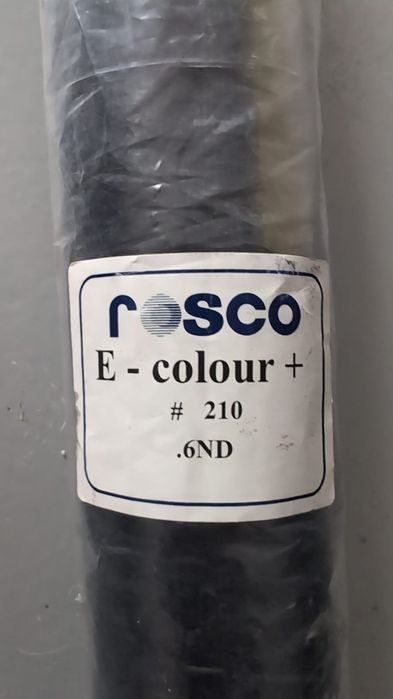 rosco
E - colour +
# 210
.6ND